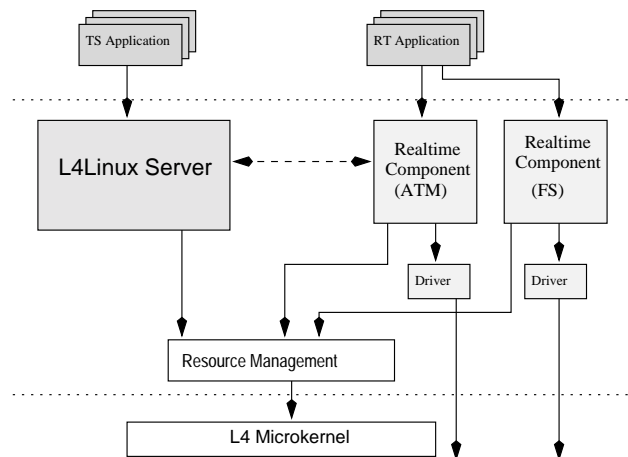 TS Application
RT Application
L4Linux Server
Realtime
Component
(ATM)
Realtime
Component
(FS)
Driver
Driver
Resource Management
L4 Microkernel